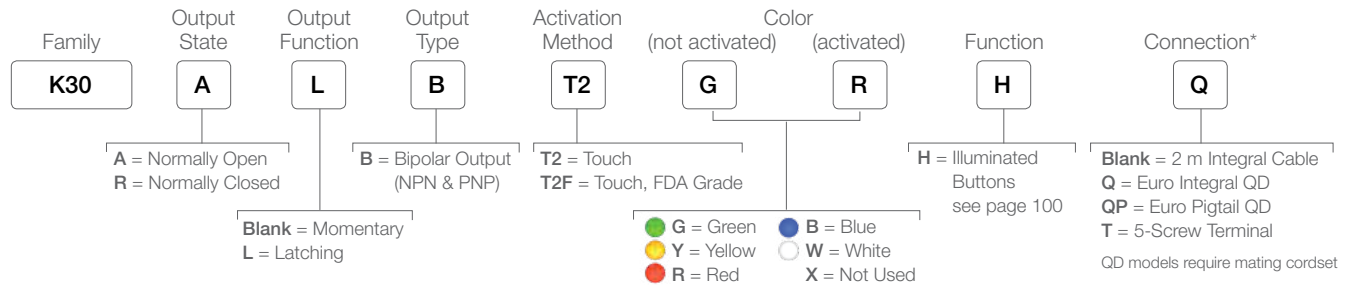 Family
Output
State
Output
Function
Output
Type
Activation
Method
Color
(not activated)
(activated)
Function
Connection*
K30
A
L
B
T2
G
R
H
Q
A = Normally Open
R = Normally Closed
Blank = Momentary
L = Latching
B = Bipolar Output
(NPN & PNP)
T2 = Touch
T2F = Touch, FDA Grade
G = Green
Y = Yellow
R = Red
B = Blue
W = White
X = Not Used
H = Illuminated
Buttons
see page 100
Blank = 2 m Integral Cable
Q = Euro Integral QD
QP = Euro Pigtail QD
T = 5-Screw Terminal
QD models require mating cordset